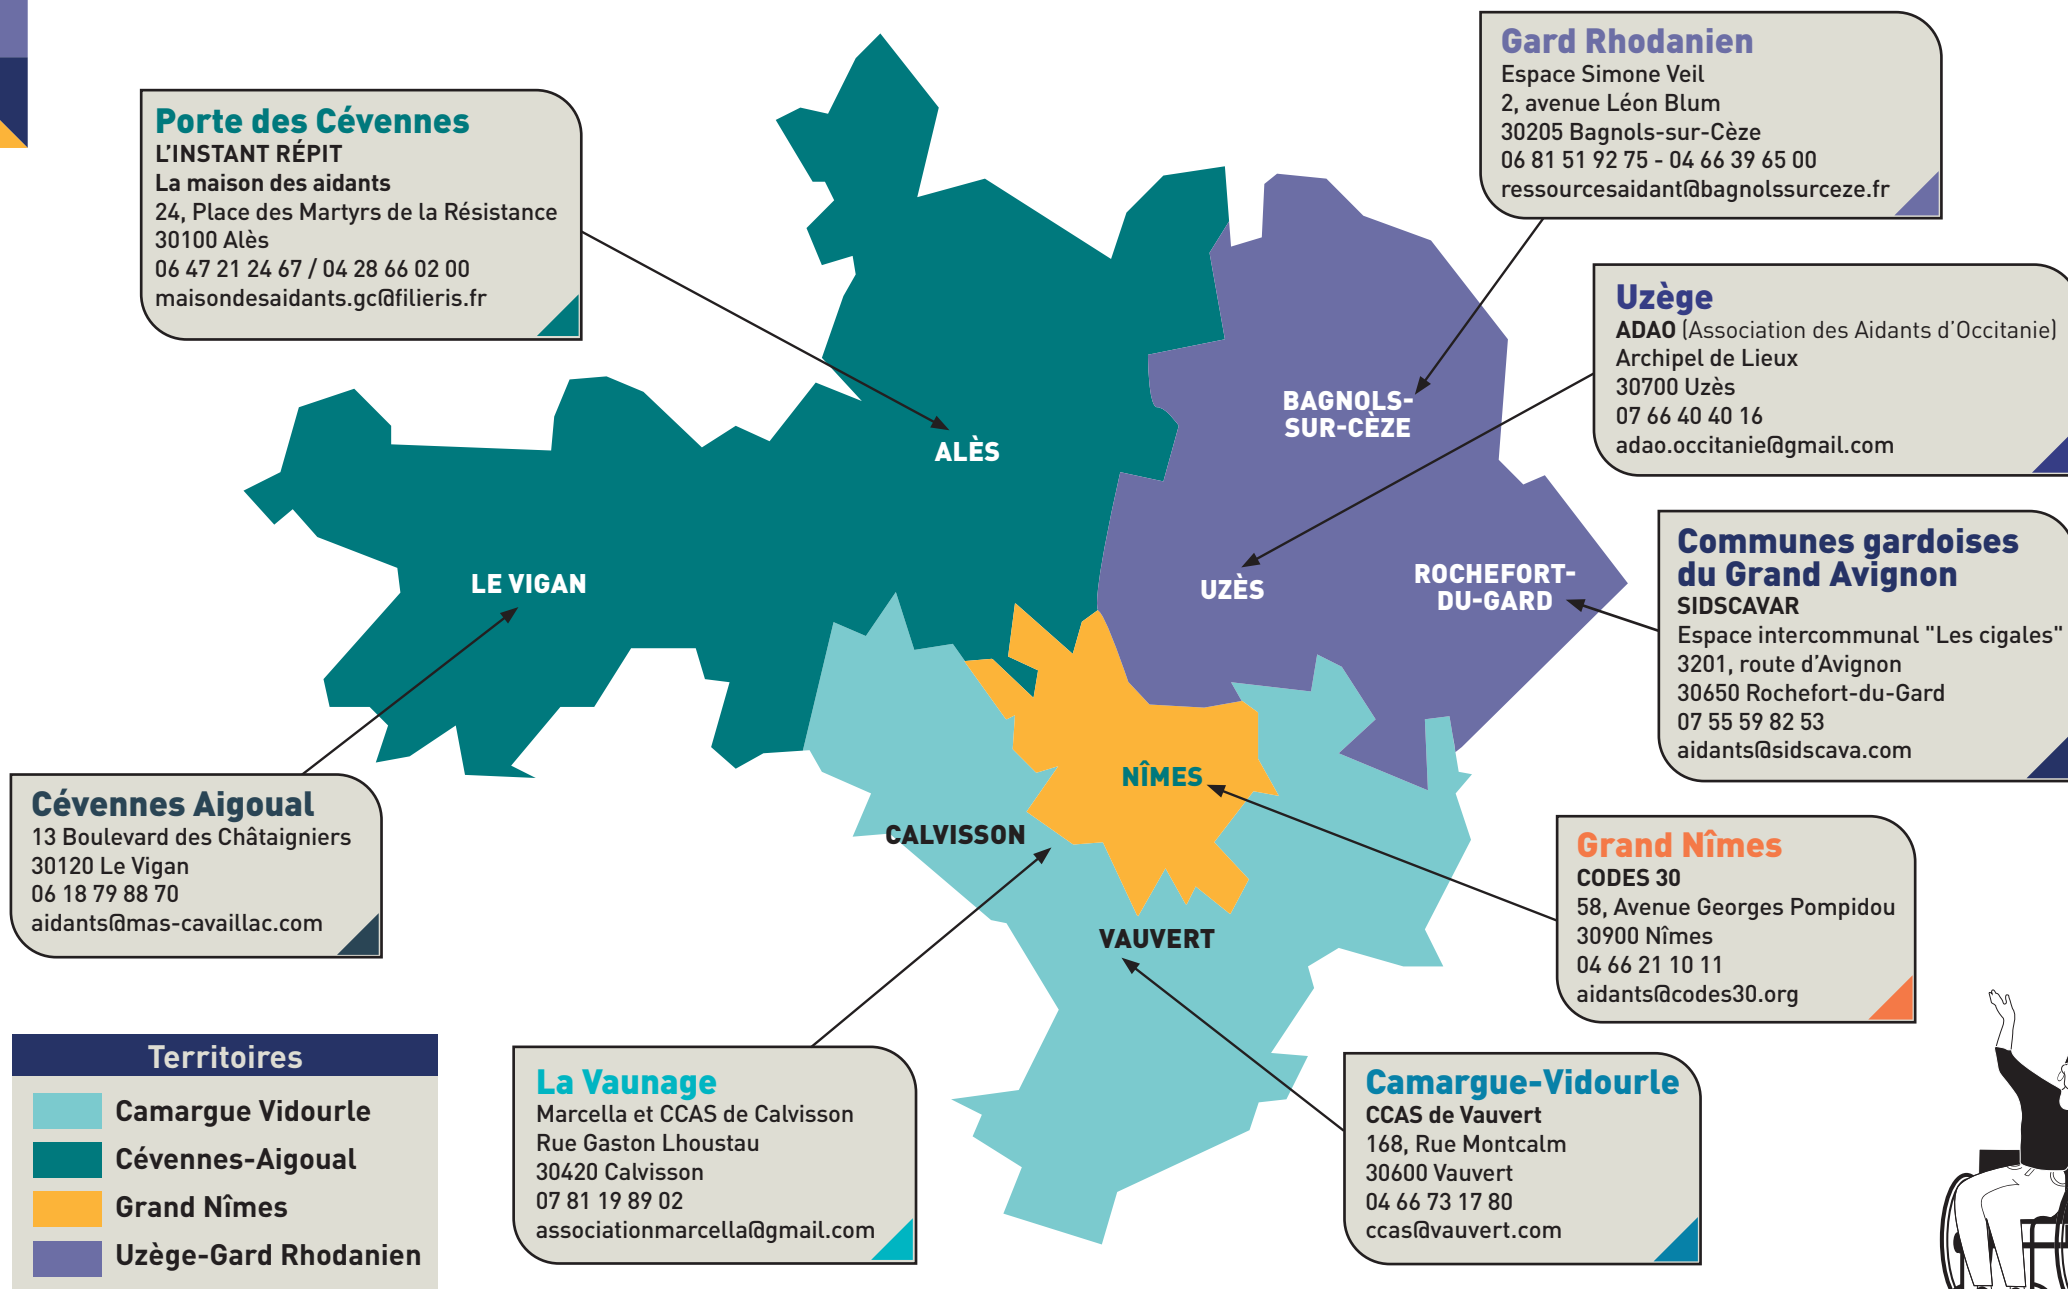 Gard Rhodanien
Espace Simone Veil
2, avenue Léon Blum
30205 Bagnols-sur-Cèze
06 81 51 92 75 - 04 66 39 65 00
ressourcesaidant@bagnolssurceze.fr
Porte des Cévennes
L'INSTANT RÉPIT
La maison des aidants
24, Place des Martyrs de la Résistance
30100 Alès
06 47 21 24 67 / 04 28 66 02 00
maisondesaidants.gc@filieris.fr
Uzège
ADAO (Association des Aidants d'Occitanie)
Archipel de Lieux
30700 Uzès
07 66 40 40 16
adao.occitanie@gmail.com
BAGNOLS-
SUR-CÈZE
ALÈS
LE VIGAN
UZÈS
ROCHEFORT-
DU-GARD
Communes gardoises
du Grand Avignon
SIDSCAVAR
Espace intercommunal "Les cigales"
3201, route d'Avignon
30650 Rochefort-du-Gard
07 55 59 82 53
aidants@sidscava.com
NÎMES
CALVISSON
VAUVERT
Cévennes Aigoual
13 Boulevard des Châtaigniers
30120 Le Vigan
06 18 79 88 70
aidants@mas-cavaillac.com
Grand Nîmes
CODES 30
58, Avenue Georges Pompidou
30900 Nîmes
04 66 21 10 11
aidants@codes30.org
Territoires
Camargue Vidourle
Cévennes-Aigoual
Grand Nîmes
Uzège-Gard Rhodanien
La Vaunage
Marcella et CCAS de Calvisson
Rue Gaston Lhoustau
30420 Calvisson
07 81 19 89 02
associationmarcella@gmail.com
Camargue-Vidourle
CCAS de Vauvert
168, Rue Montcalm
30600 Vauvert
04 66 73 17 80
ccas@vauvert.com